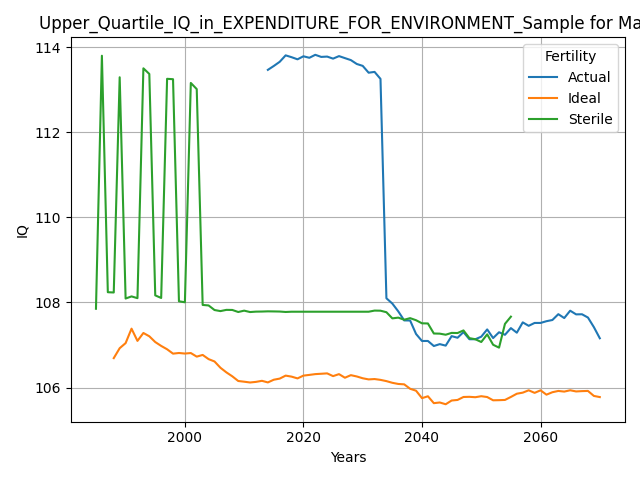 Upper_Quartile_IQ_in_EXPENDITURE_FOR_ENVIRONMENT_Sample for Ma
114
112
110
108
106
IQ
Fertility
Actual
Ideal
Sterile
2000 2020 2040 2060
Years